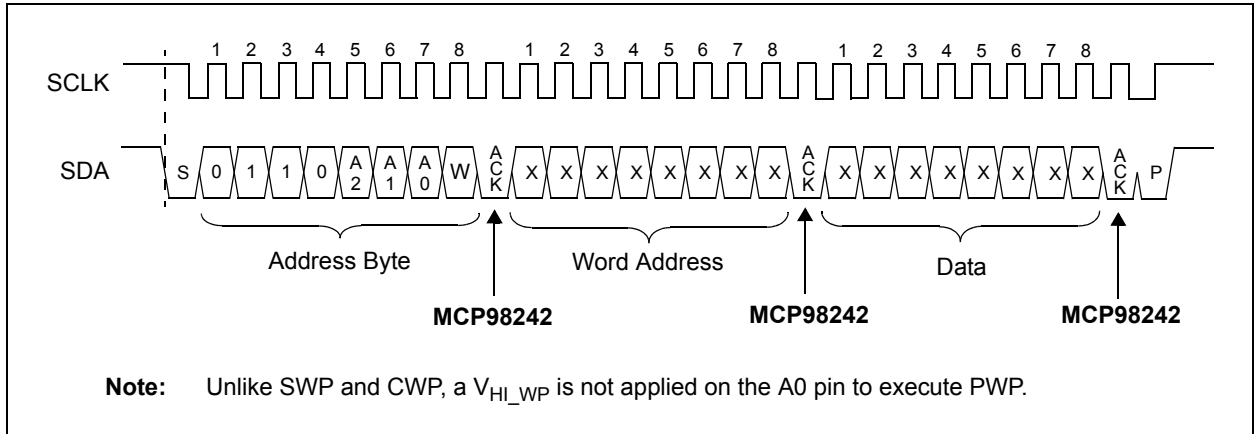 1 2 3 4 5 6 7 8 1 2 3 4 5 6 7 8 1 2 3 4 5 6 7 8
SCLK
SDA S 0 1 1 0 A2 A1 A0 W ACK X X X X X X X X ACK X X X X X X X X ACK P
Address Byte Word Address Data
MCP98242 MCP98242 MCP98242
Note: Unlike SWP and CWP, a VHI_WP is not applied on the A0 pin to execute PWP.